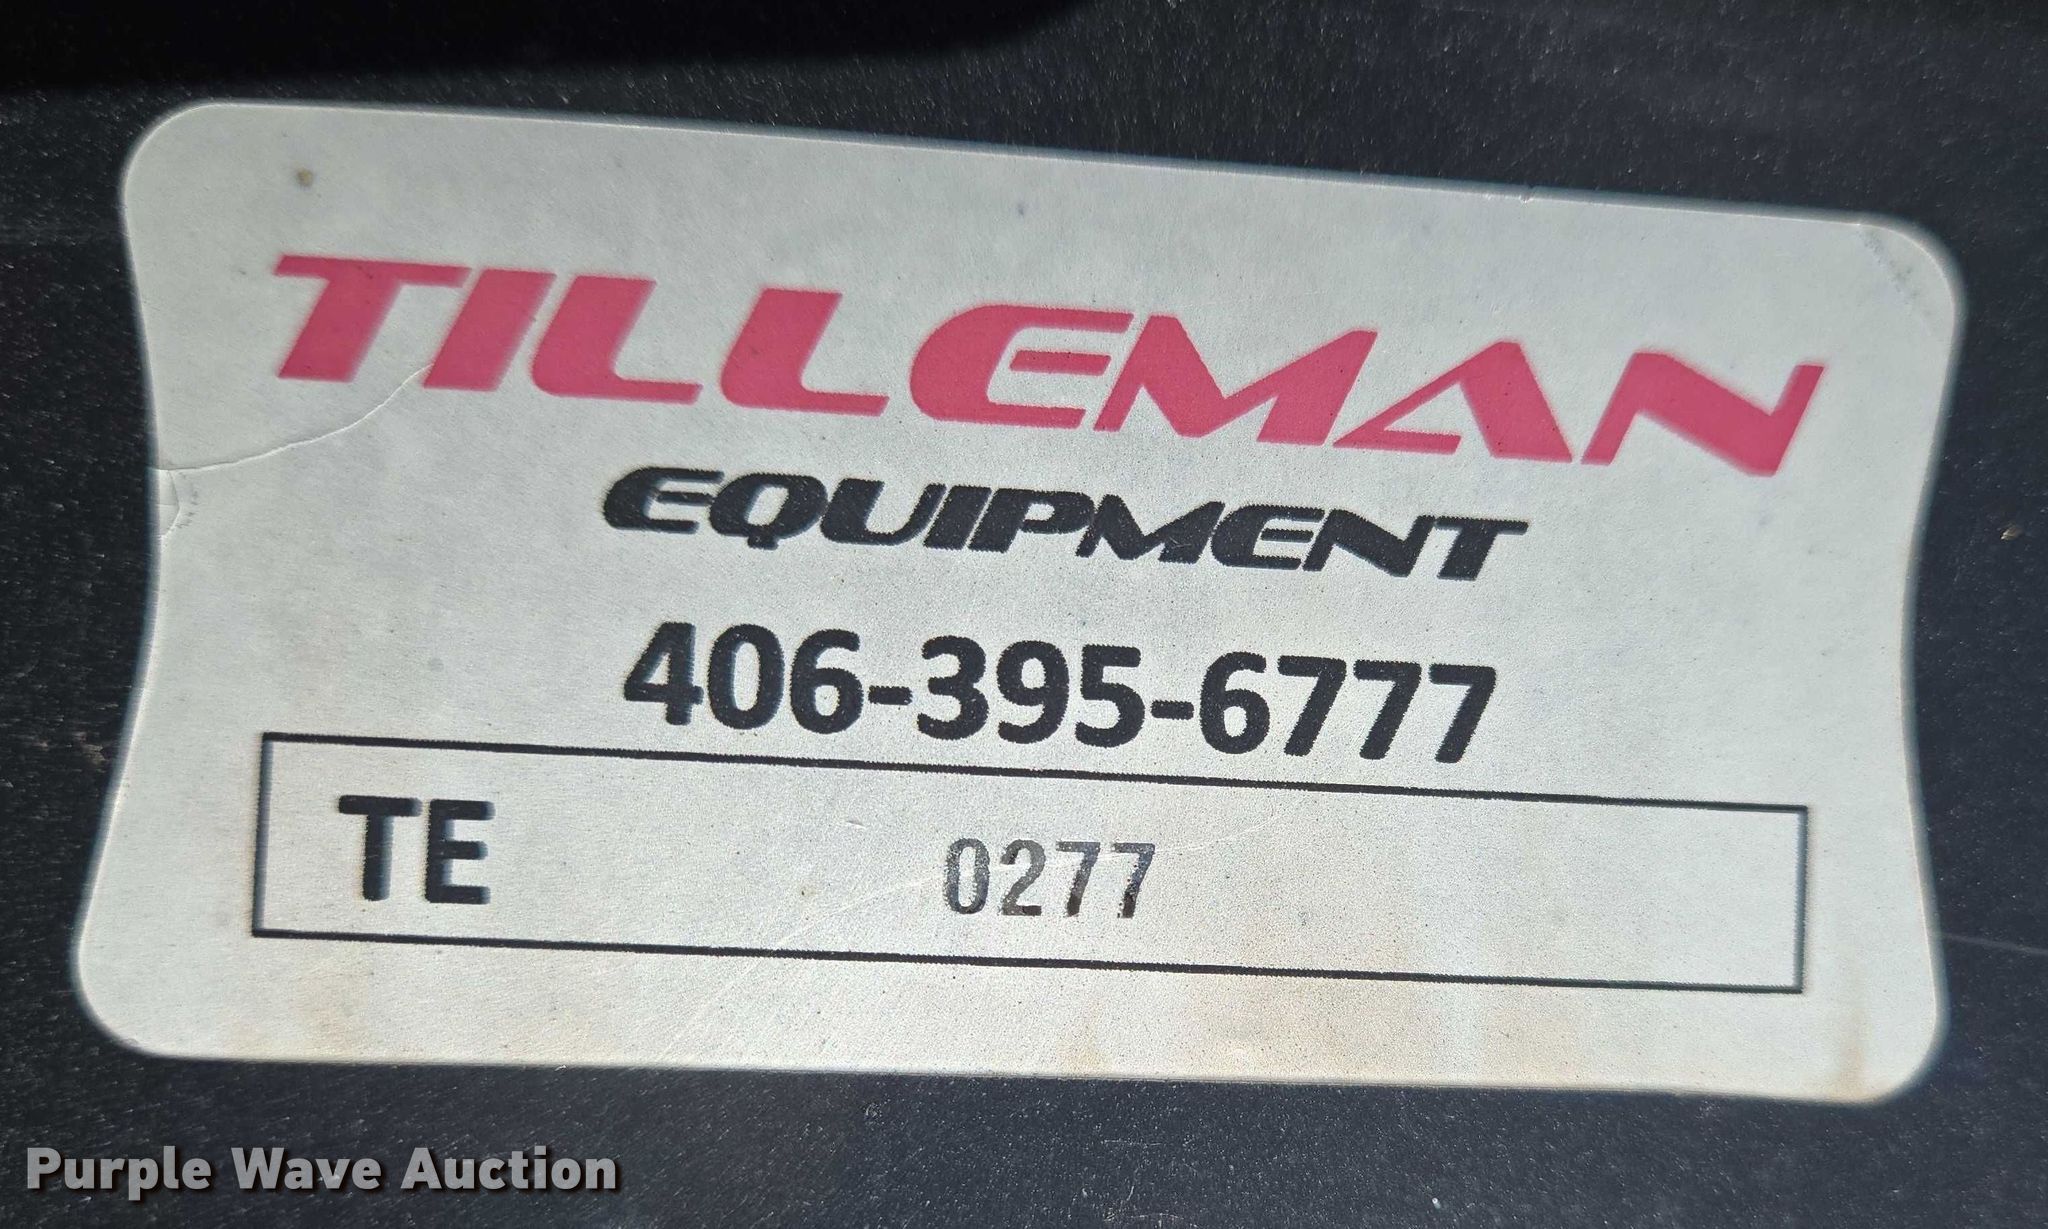 TILLEMAN
EQUIPMENT
406-395-6777
TE 0277
Purple Wave Auction